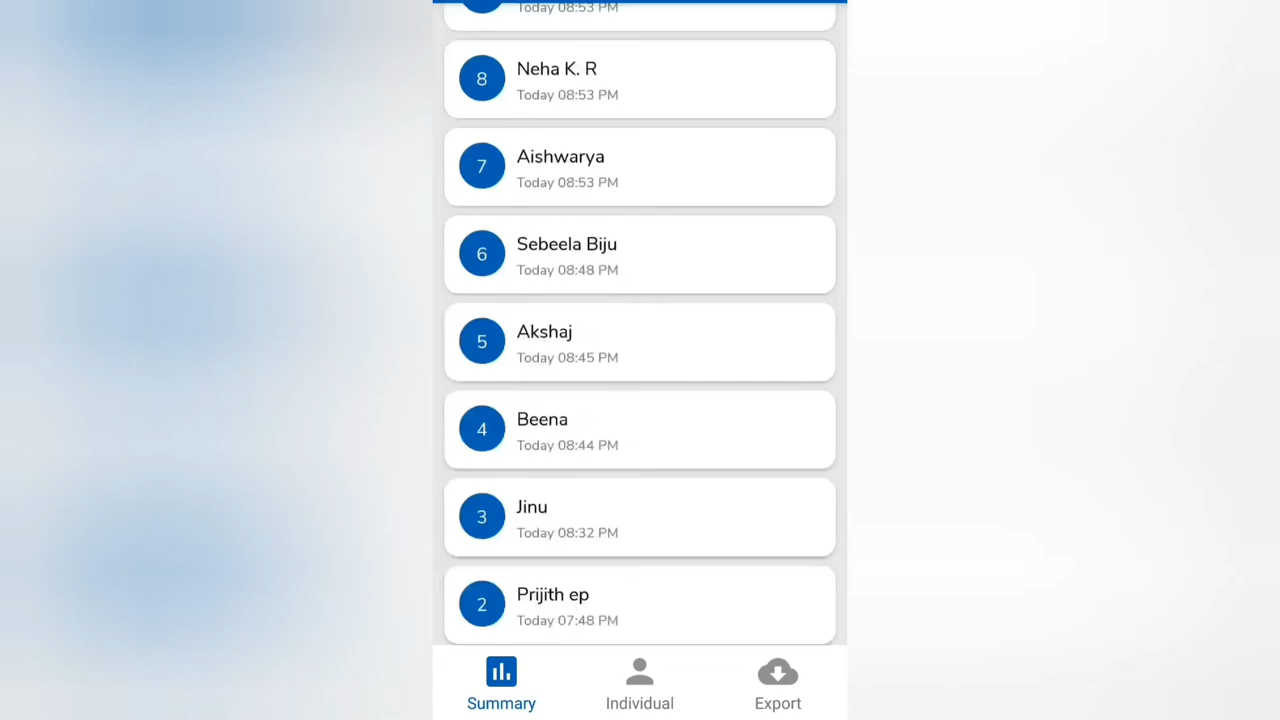 Today 08:53 PM
8
Neha K. R
Today 08:53 PM
7
Aishwarya
Today 08:53 PM
6
Sebeela Biju
Today 08:48 PM
5
Akshaj
Today 08:45 PM
4
Beena
Today 08:44 PM
3
Jinu
Today 08:32 PM
2
Prijith ep
Today 07:48 PM
Summary
Individual
Export